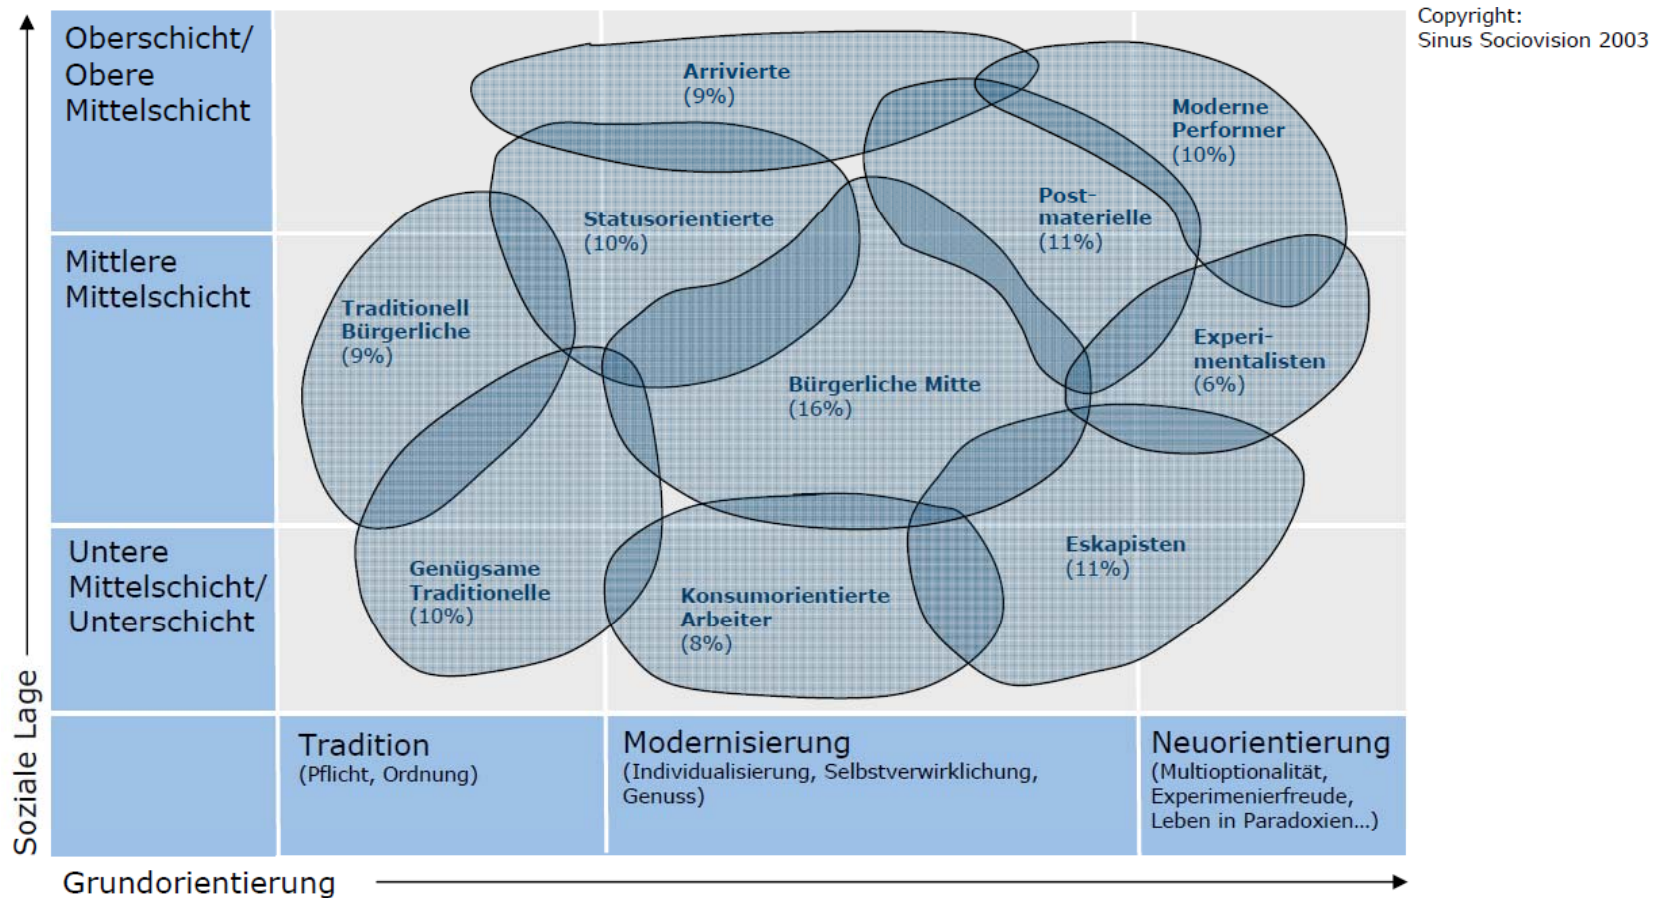 Copyright:
Sinus Sociovision 2003
Oberschicht/
Obere
Mittelschicht
Arrivierte
(9%)
Moderne
Performer
(10%)
Post-
materielle
(11%)
Statusorientierte
(10%)
Mittlere
Mittelschicht
Traditionell
Bürgerliche
(9%)
Experi-
mentalisten
(6%)
Bürgerliche Mitte
(16%)
Untere
Mittelschicht/
Unterschicht
Genügsame
Traditionelle
(10%)
Konsumorientierte
Arbeiter
(8%)
Eskapisten
(11%)
Soziale Lage
Tradition
(Pflicht, Ordnung)
Modernisierung
(Individualisierung, Selbstverwirklichung,
Genuss)
Neuorientierung
(Multioptionalität,
Experimenierfreude,
Leben in Paradoxien...)
Grundorientierung